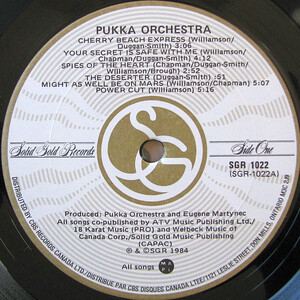 PUKKA ORCHESTRA
CHERRY BEACH EXPRESS (Williamson/
Duggan-Smith) 3:06
YOUR SECRET IS SAFE WITH ME (Williamson/
Chapman/Duggan-Smith) 4:12
SPIES OF THE HEART (Chapman/Duggan-Smith/
Williamson/Brough) 2:52
THE DESERTER (Duggan-Smith) :51
MIGHT AS WELL BE ON MARS (Williamson/Chapman) 5:07
POWER CUT (Williamson) 5:16
Solid Gold Records
Side One
SGR 1022
(SGR-1022A)
Produced: Pukka Orchestra and Eugene Martynec
All songs co-published by ATV Music Publishing Ltd./
18 Karat Music (PRO) and Welbeck Music of
Canada Corp./Solid Gold Music Publishing
(CAPAC)
℗ & © SGR 1984
All songs
DISTRIBUTED BY CBS RECORDS CANADA LTD./DISTRIBUE PAR CBS DISQUES CANADA LTEE/1121 LESLIE STREET DON MILLS, ONTARIO M3C 2J9